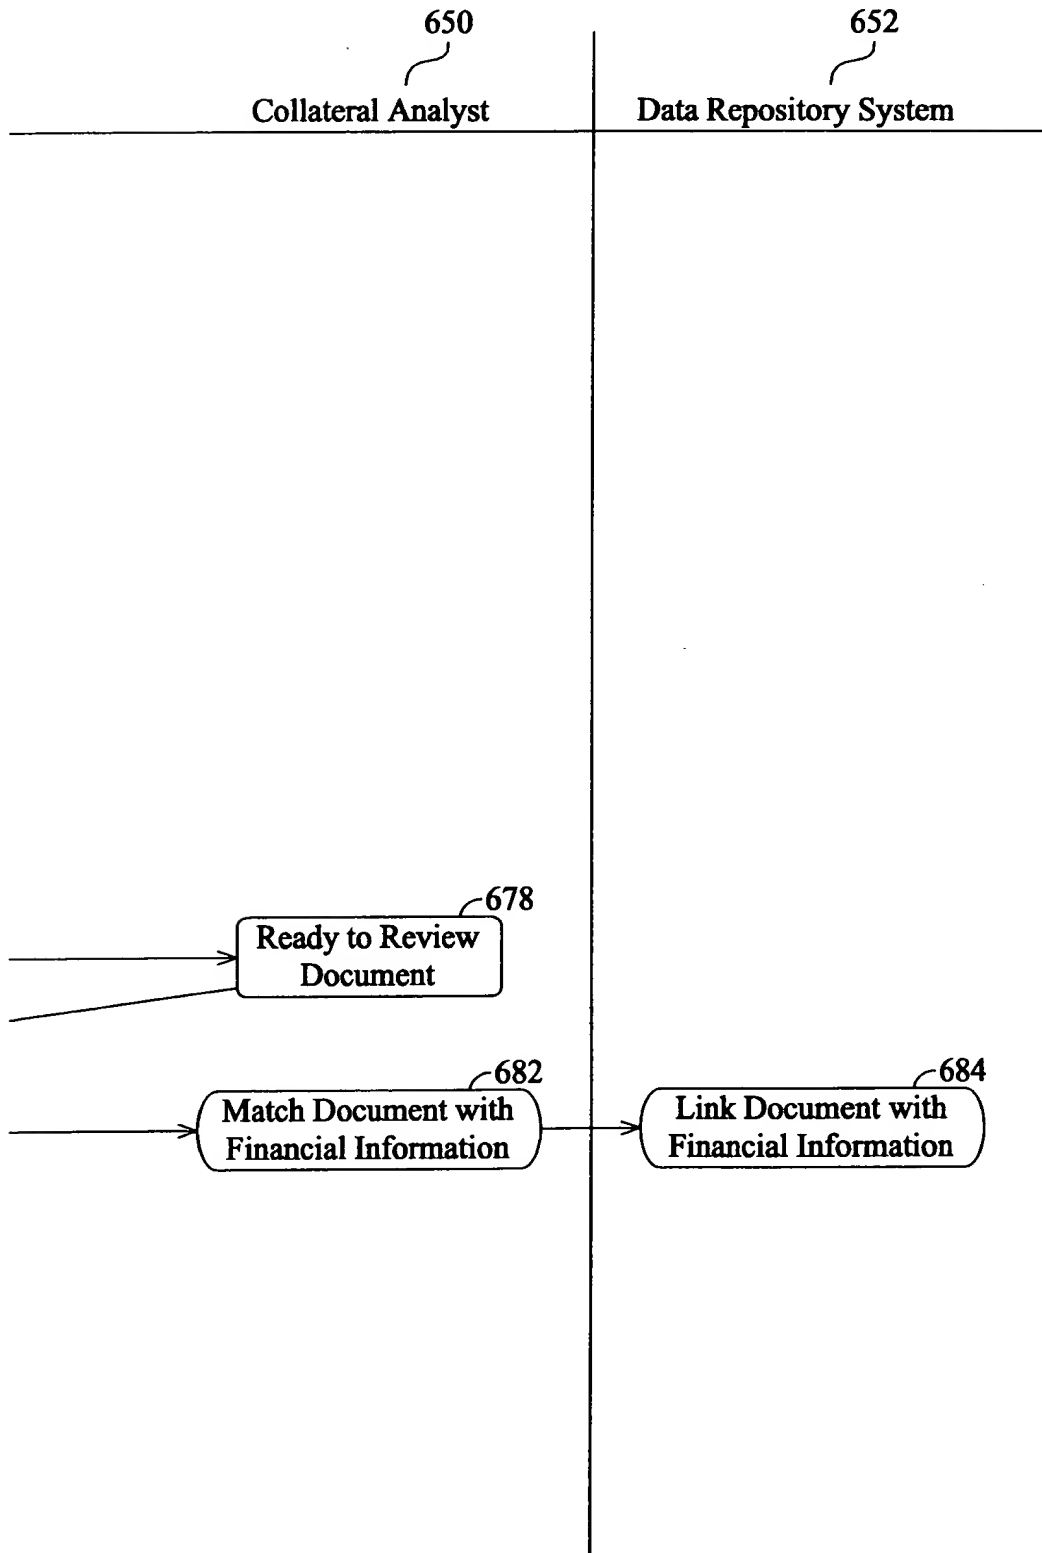 650
652
Collateral Analyst
Data Repository System
678
Ready to Review
Document
682
Match Document with
Financial Information
684
Link Document with
Financial Information